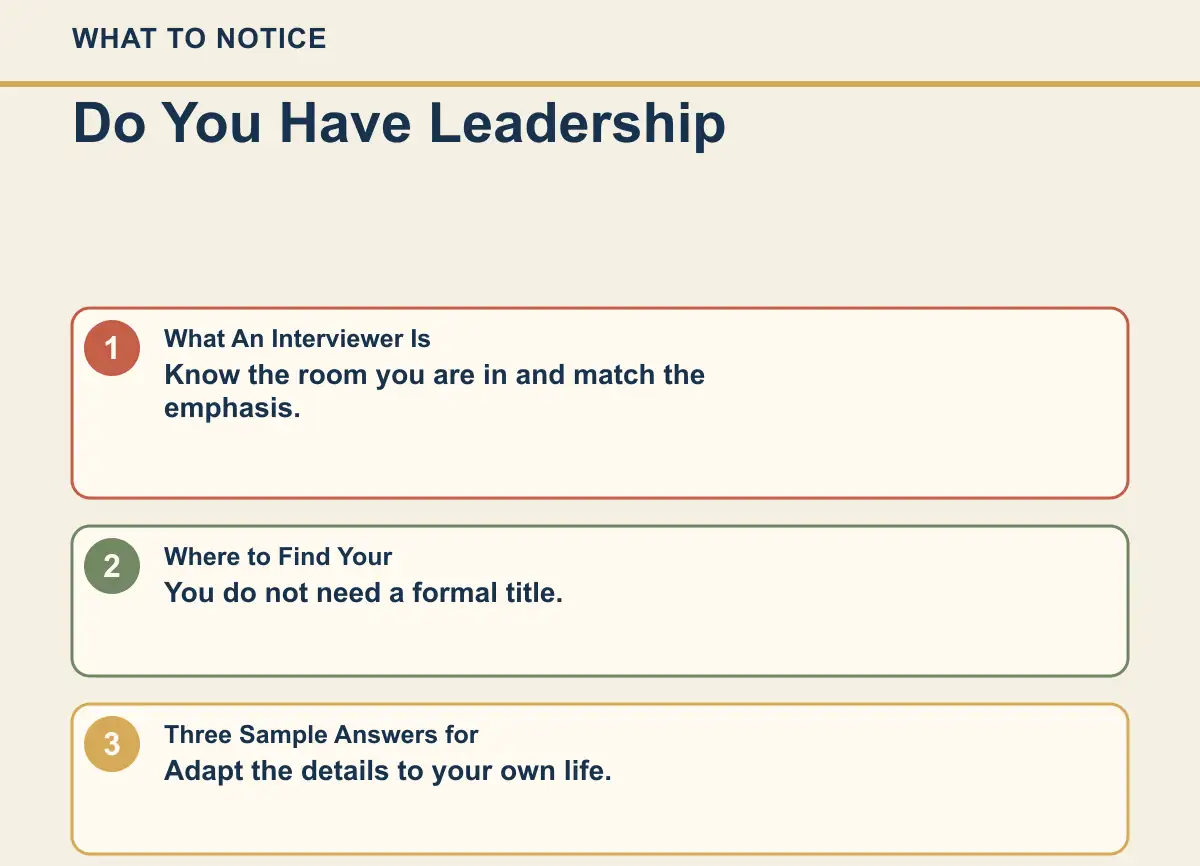 WHAT TO NOTICE
Do You Have Leadership
1
What An Interviewer Is
Know the room you are in and match the
emphasis.
2
Where to Find Your
You do not need a formal title.
3
Three Sample Answers for
Adapt the details to your own life.